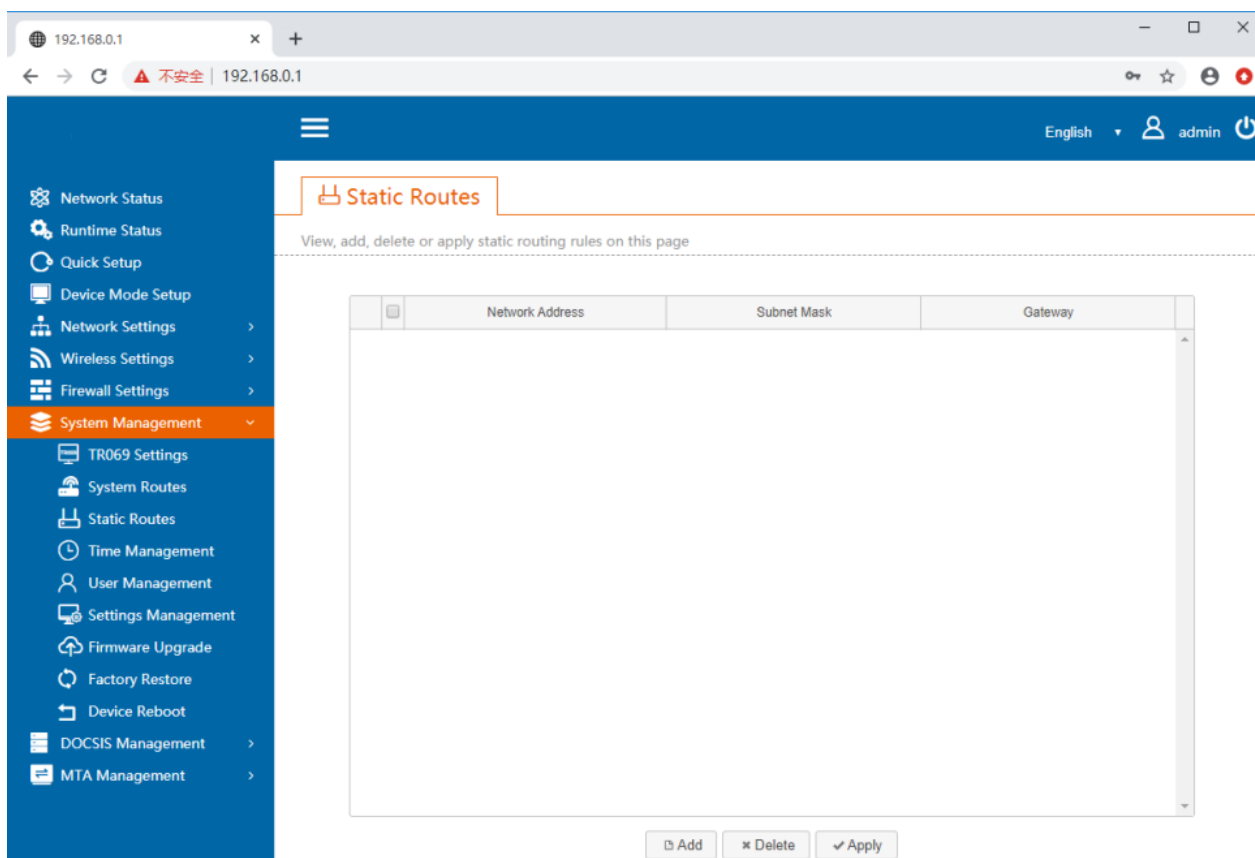 192.168.0.1
不安全 192.168.0.1
English admin
Network Status
Runtime Status
Quick Setup
Device Mode Setup
Network Settings
Wireless Settings
Firewall Settings
System Management
TR069 Settings
System Routes
Static Routes
Time Management
User Management
Settings Management
Firmware Upgrade
Factory Restore
Device Reboot
DOCSIS Management
MTA Management
Static Routes
View, add, delete or apply static routing rules on this page
Network Address Subnet Mask Gateway
Add Delete Apply